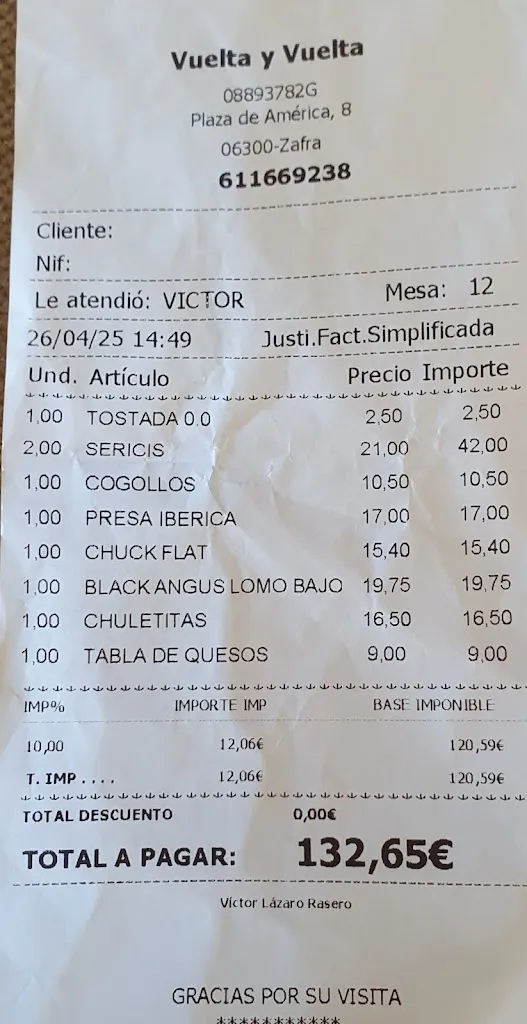 Vuelta y Vuelta
08893782G
Plaza de América, 8
06300-Zafra
611669238
Cliente:
Nif:
Le atendió: VICTOR Mesa: 12
26/04/25 14:49 Justi.Fact.Simplificada
Und. Artículo Precio Importe
1,00 TOSTADA 0.0 2,50 2,50
2,00 SERICIS 21,00 42,00
1,00 COGOLLOS 10,50 10,50
1,00 PRESA IBERICA 17,00 17,00
1,00 CHUCK FLAT 15,40 15,40
1,00 BLACK ANGUS LOMO BAJO 19,75 19,75
1,00 CHULETITAS 16,50 16,50
1,00 TABLA DE QUESOS 9,00 9,00
IMP% IMPORTE IMP BASE IMPONIBLE
10,00 12,06€ 120,59€
T. IMP .... 12,06€ 120,59€
TOTAL DESCUENTO 0,00€
TOTAL A PAGAR: 132,65€
Víctor Lázaro Rasero
GRACIAS POR SU VISITA
***********